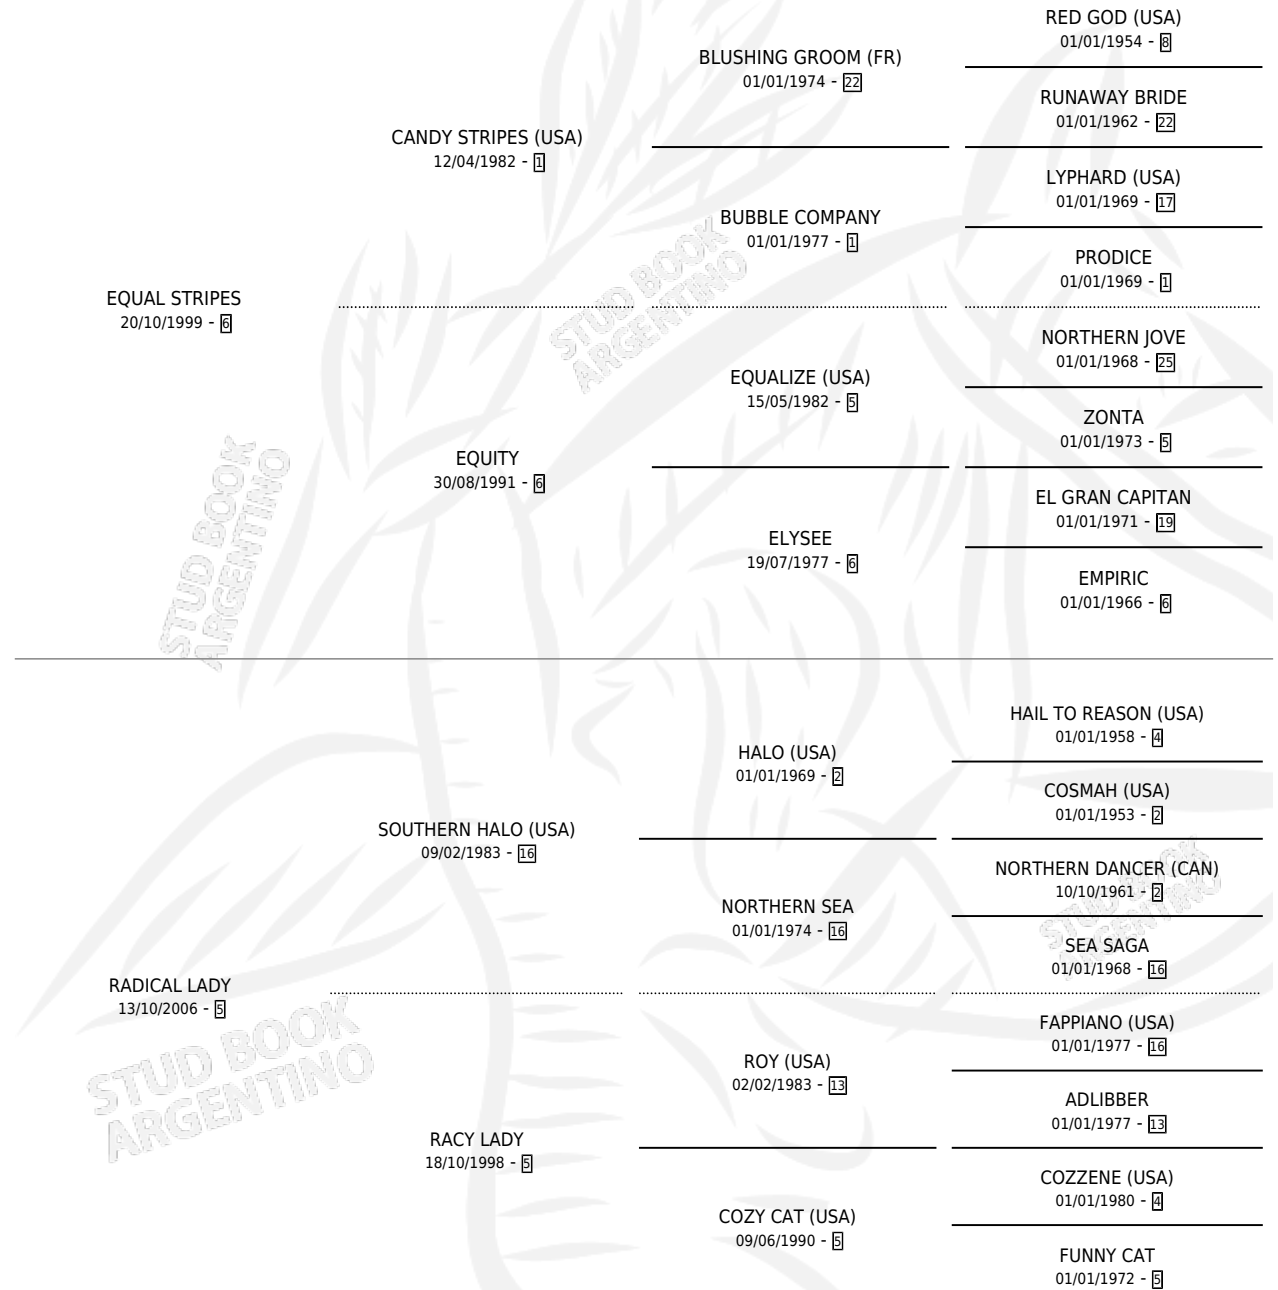 RED GOD (USA)
01/01/1954 - 8
BLUSHING GROOM (FR)
01/01/1974 - 22
RUNAWAY BRIDE
01/01/1962 - 22
CANDY STRIPES (USA)
12/04/1982 - 1
LYPHARD (USA)
01/01/1969 - 17
BUBBLE COMPANY
01/01/1977 - 1
PRODICE
01/01/1969 - 1
EQUAL STRIPES
20/10/1999 - 6
STUD BOOK
ARGENTINO
NORTHERN JOVE
01/01/1968 - 25
EQUALIZE (USA)
15/05/1982 - 5
ZONTA
01/01/1973 - 5
EQUITY
30/08/1991 - 6
EL GRAN CAPITAN
01/01/1971 - 19
ELYSEE
19/07/1977 - 6
EMPIRIC
01/01/1966 - 6
STUD BOOK
ARGENTINO
HAIL TO REASON (USA)
01/01/1958 - 4
HALO (USA)
01/01/1969 - 2
COSMAH (USA)
01/01/1953 - 2
SOUTHERN HALO (USA)
09/02/1983 - 16
NORTHERN DANCER (CAN)
10/10/1961 - 2
NORTHERN SEA
01/01/1974 - 16
STUD BOOK
ARGENTINO
SEA SAGA
01/01/1968 - 16
RADICAL LADY
13/10/2006 - 5
STUD BOOK
ARGENTINO
FAPPIANO (USA)
01/01/1977 - 16
ROY (USA)
02/02/1983 - 13
ADLIBBER
01/01/1977 - 13
RACY LADY
18/10/1998 - 5
COZZENE (USA)
01/01/1980 - 4
COZY CAT (USA)
09/06/1990 - 5
FUNNY CAT
01/01/1972 - 5